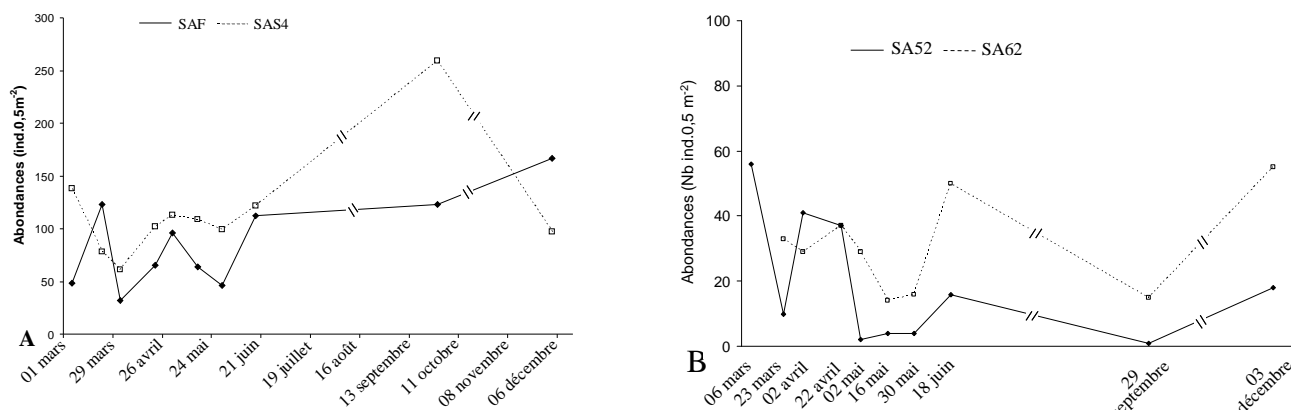 SAF SAS4
Abondances (ind.0,5m-2)
300
250
200
150
100
50
0
A
01 mars
29 mars
26 avril
24 mai
21 juin
19 juillet
16 août
13 septembre
11 octobre
08 novembre
06 décembre
SA52 SA62
Abondances (Nb ind.0,5 m-2)
100
80
60
40
20
0
B
06 mars
23 mars
02 avril
22 avril
02 mai
16 mai
30 mai
18 juin
29
eptembre
03
décembre